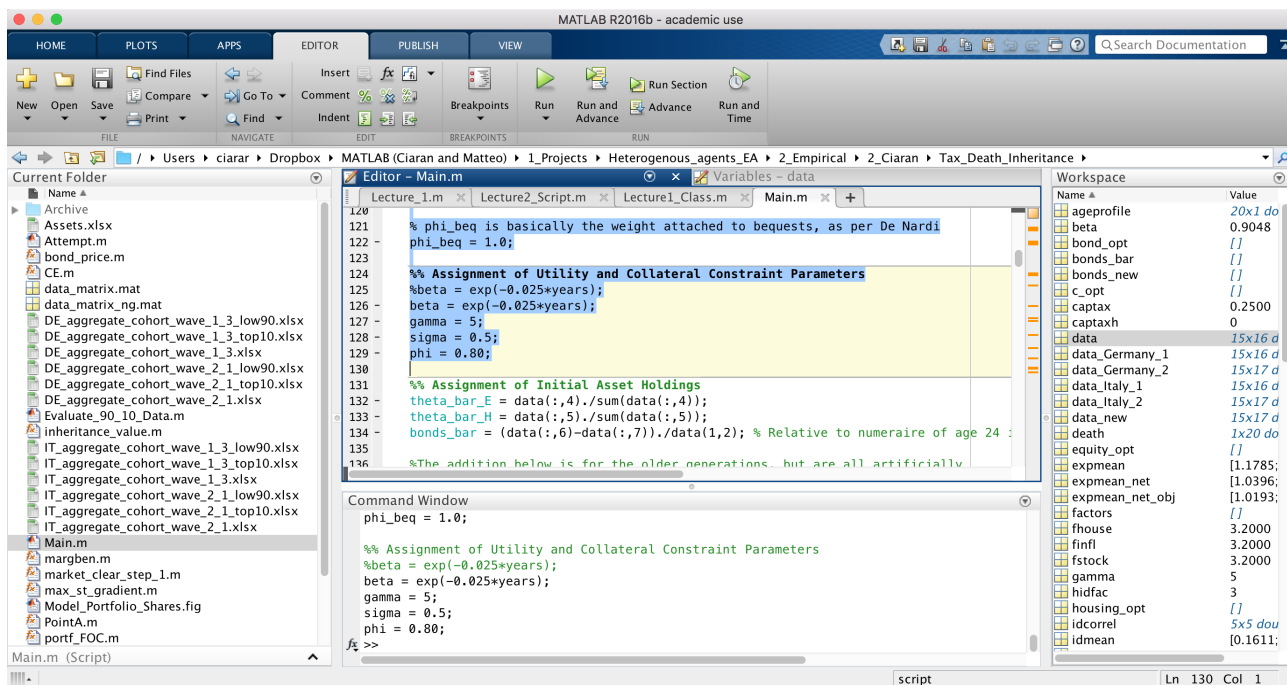 MATLAB R2016b - academic use
HOME PLOTS APPS EDITOR PUBLISH VIEW
Search Documentation
New Open Save
Find Files
Compare
Print
FILE
Go To
Find
NAVIGATE
Insert fx
Comment
Indent
EDIT
Breakpoints
BREAKPOINTS
Run
Run and Advance
Run Section
Advance
Run and Time
RUN
/ Users ciarar Dropbox MATLAB (Ciaran and Matteo) 1_Projects Heterogenous_agents_EA 2_Empirical 2_Ciaran Tax_Death_Inheritance
Current Folder
Name
Archive
Assets.xlsx
Attempt.m
bond_price.m
CE.m
data_matrix.mat
data_matrix_ng.mat
DE_aggregate_cohort_wave_1_3_low90.xlsx
DE_aggregate_cohort_wave_1_3_top10.xlsx
DE_aggregate_cohort_wave_1_3.xlsx
DE_aggregate_cohort_wave_2_1_low90.xlsx
DE_aggregate_cohort_wave_2_1_top10.xlsx
DE_aggregate_cohort_wave_2_1.xlsx
Evaluate_90_10_Data.m
inheritance_value.m
IT_aggregate_cohort_wave_1_3_low90.xlsx
IT_aggregate_cohort_wave_1_3_top10.xlsx
IT_aggregate_cohort_wave_1_3.xlsx
IT_aggregate_cohort_wave_2_1_low90.xlsx
IT_aggregate_cohort_wave_2_1_top10.xlsx
IT_aggregate_cohort_wave_2_1.xlsx
Main.m
margben.m
market_clear_step_1.m
max_st_gradient.m
Model_Portfolio_Shares.fig
PointA.m
portf_FOC.m
Main.m (Script)
Editor - Main.m
Variables - data
Lecture_1.m Lecture2_Script.m Lecture1_Class.m Main.m +
120
121 % phi_beq is basically the weight attached to bequests, as per De Nardi
122 - phi_beq = 1.0;
123
124 %% Assignment of Utility and Collateral Constraint Parameters
125 %beta = exp(-0.025*years);
126 - beta = exp(-0.025*years);
127 - gamma = 5;
128 - sigma = 0.5;
129 - phi = 0.80;
130
131 %% Assignment of Initial Asset Holdings
132 - theta_bar_E = data(:,4)./sum(data(:,4));
133 - theta_bar_H = data(:,5)./sum(data(:,5));
134 - bonds_bar = (data(:,6)-data(:,7))./data(1,2); % Relative to numeraire of age 24
135
136 %The addition below is for the older generations, but are all artificially
Command Window
phi_beq = 1.0;
%% Assignment of Utility and Collateral Constraint Parameters
%beta = exp(-0.025*years);
beta = exp(-0.025*years);
gamma = 5;
sigma = 0.5;
phi = 0.80;
fx >>
Workspace
Name Value
ageprofile 20x1 do
beta 0.9048
bond_opt []
bonds_bar []
bonds_new []
c_opt []
captax 0.2500
captaxh 0
data 15x16 d
data_Germany_1 15x16 d
data_Germany_2 15x17 d
data_Italy_1 15x16 d
data_Italy_2 15x17 d
data_new 15x17 d
death 1x20 do
equity_opt []
expmean [1.1785;
expmean_net [1.0396;
expmean_net_obj [1.0193;
factors []
fhouse 3.2000
finfl 3.2000
fstock 3.2000
gamma 5
hidfac 3
housing_opt []
idcorrel 5x5 dou
idmean [0.1611;
script
Ln 130 Col 1